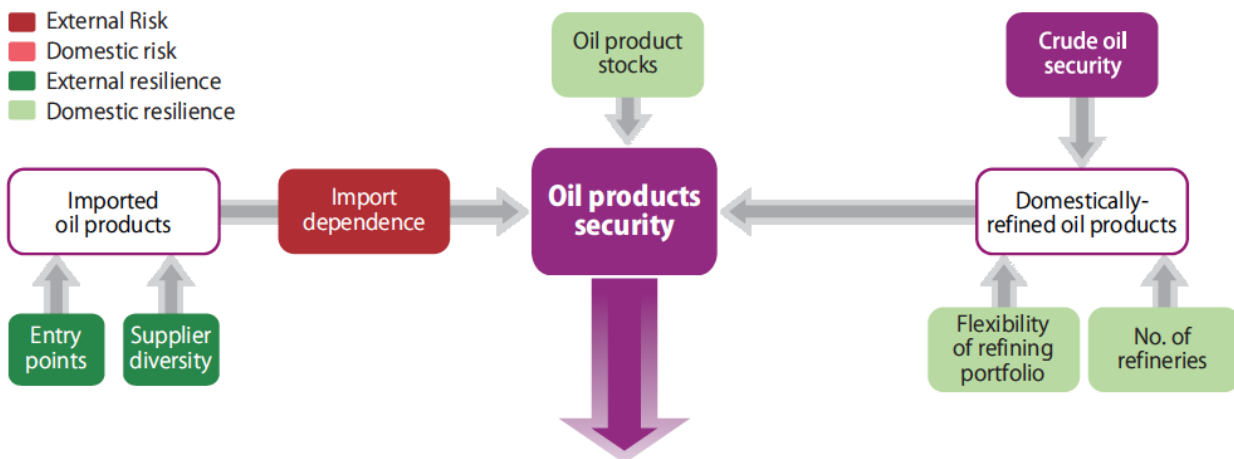 External Risk
Domestic risk
External resilience
Domestic resilience
Oil product
stocks
Crude oil
security
Imported
oil products
Import
dependence
Oil products
security
Domestically-
refined oil products
Entry
points
Supplier
diversity
Flexibility
of refining
portfolio
No. of
refineries